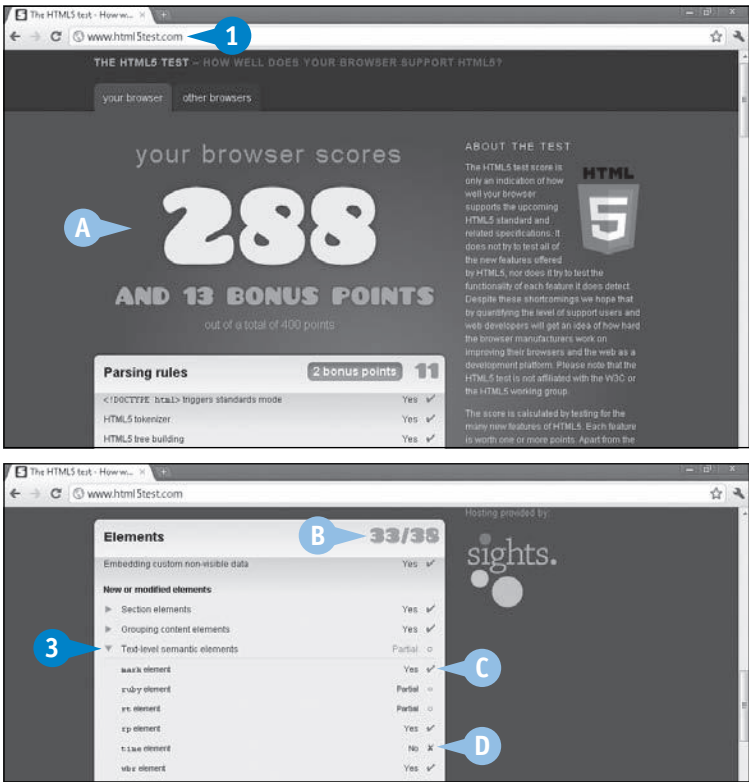 The HTML5 test - How w...
www.html5test.com
1
THE HTML5 TEST – HOW WELL DOES YOUR BROWSER SUPPORT HTML5?
your browser
other browsers
your browser scores
A
288
AND 13 BONUS POINTS
out of a total of 400 points
Parsing rules
2 bonus points
11
<!DOCTYPE html> triggers standards mode
Yes ✔
HTML5 tokenizer
Yes ✔
HTML5 tree building
Yes ✔
ABOUT THE TEST
HTML
5
The HTML5 test score is
only an indication of how
well your browser
supports the upcoming
HTML5 standard and
related specifications. It
does not try to test all of
the new features offered
by HTML5, nor does it try to test the
functionality of each feature it does detect.
Despite these shortcomings we hope that
by quantifying the level of support users and
web developers will get an idea of how hard
the browser manufacturers work on
improving their browsers and the web as a
development platform. Please note that the
HTML5 test is not affiliated with the W3C or
the HTML5 working group.
The score is calculated by testing for the
many new features of HTML5. Each feature
is worth one or more points. Apart from the
The HTML5 test - How w...
www.html5test.com
Elements
B
33/38
Embedding custom non-visible data
Yes ✔
New or modified elements
Section elements
Yes ✔
Grouping content elements
Yes ✔
3
Text-level semantic elements
Partial ○
mark element
Yes ✔
C
ruby element
Partial ○
rt element
Partial ○
rp element
Yes ✔
time element
No ✘
D
wbr element
Yes ✔
Hosting provided by:
sights.